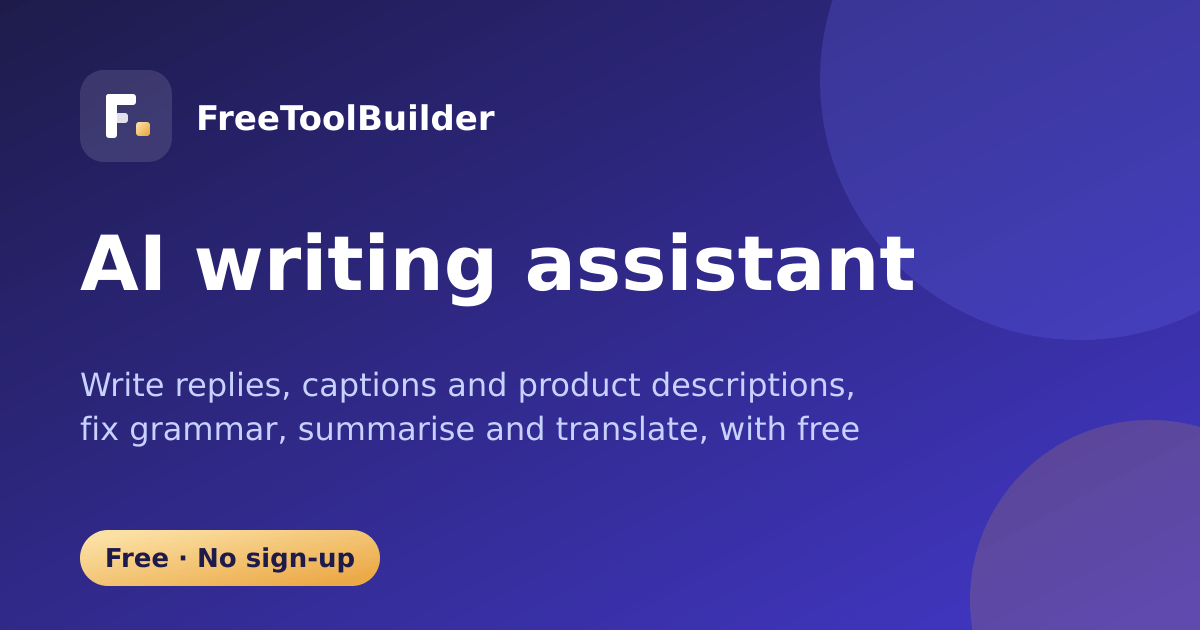 F.
FreeToolBuilder
AI writing assistant
Write replies, captions and product descriptions,
fix grammar, summarise and translate, with free
Free · No sign-up